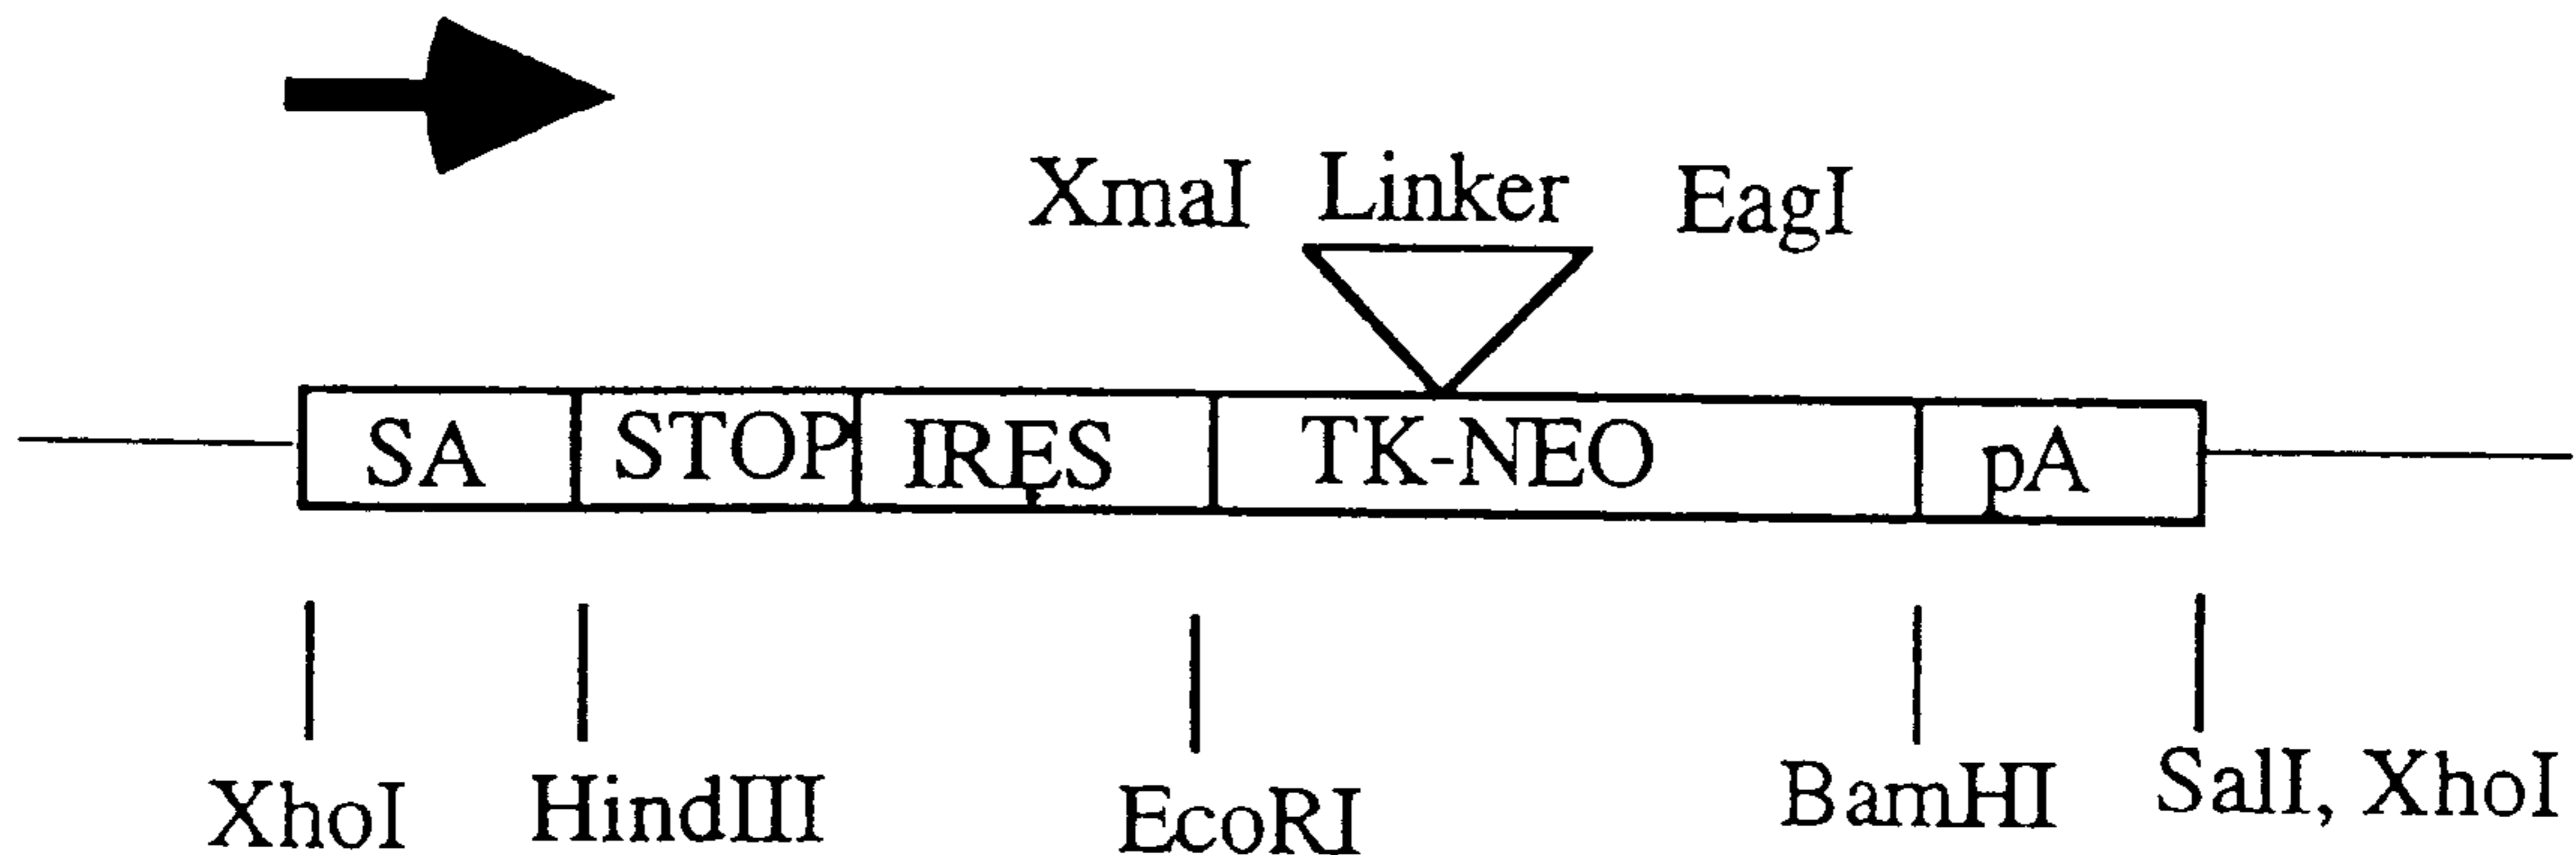 XmaI Linker EagI
SA STOP IRES TK-NEO pA
XhoI HindIII EcoRI BamHI SalI, XhoI